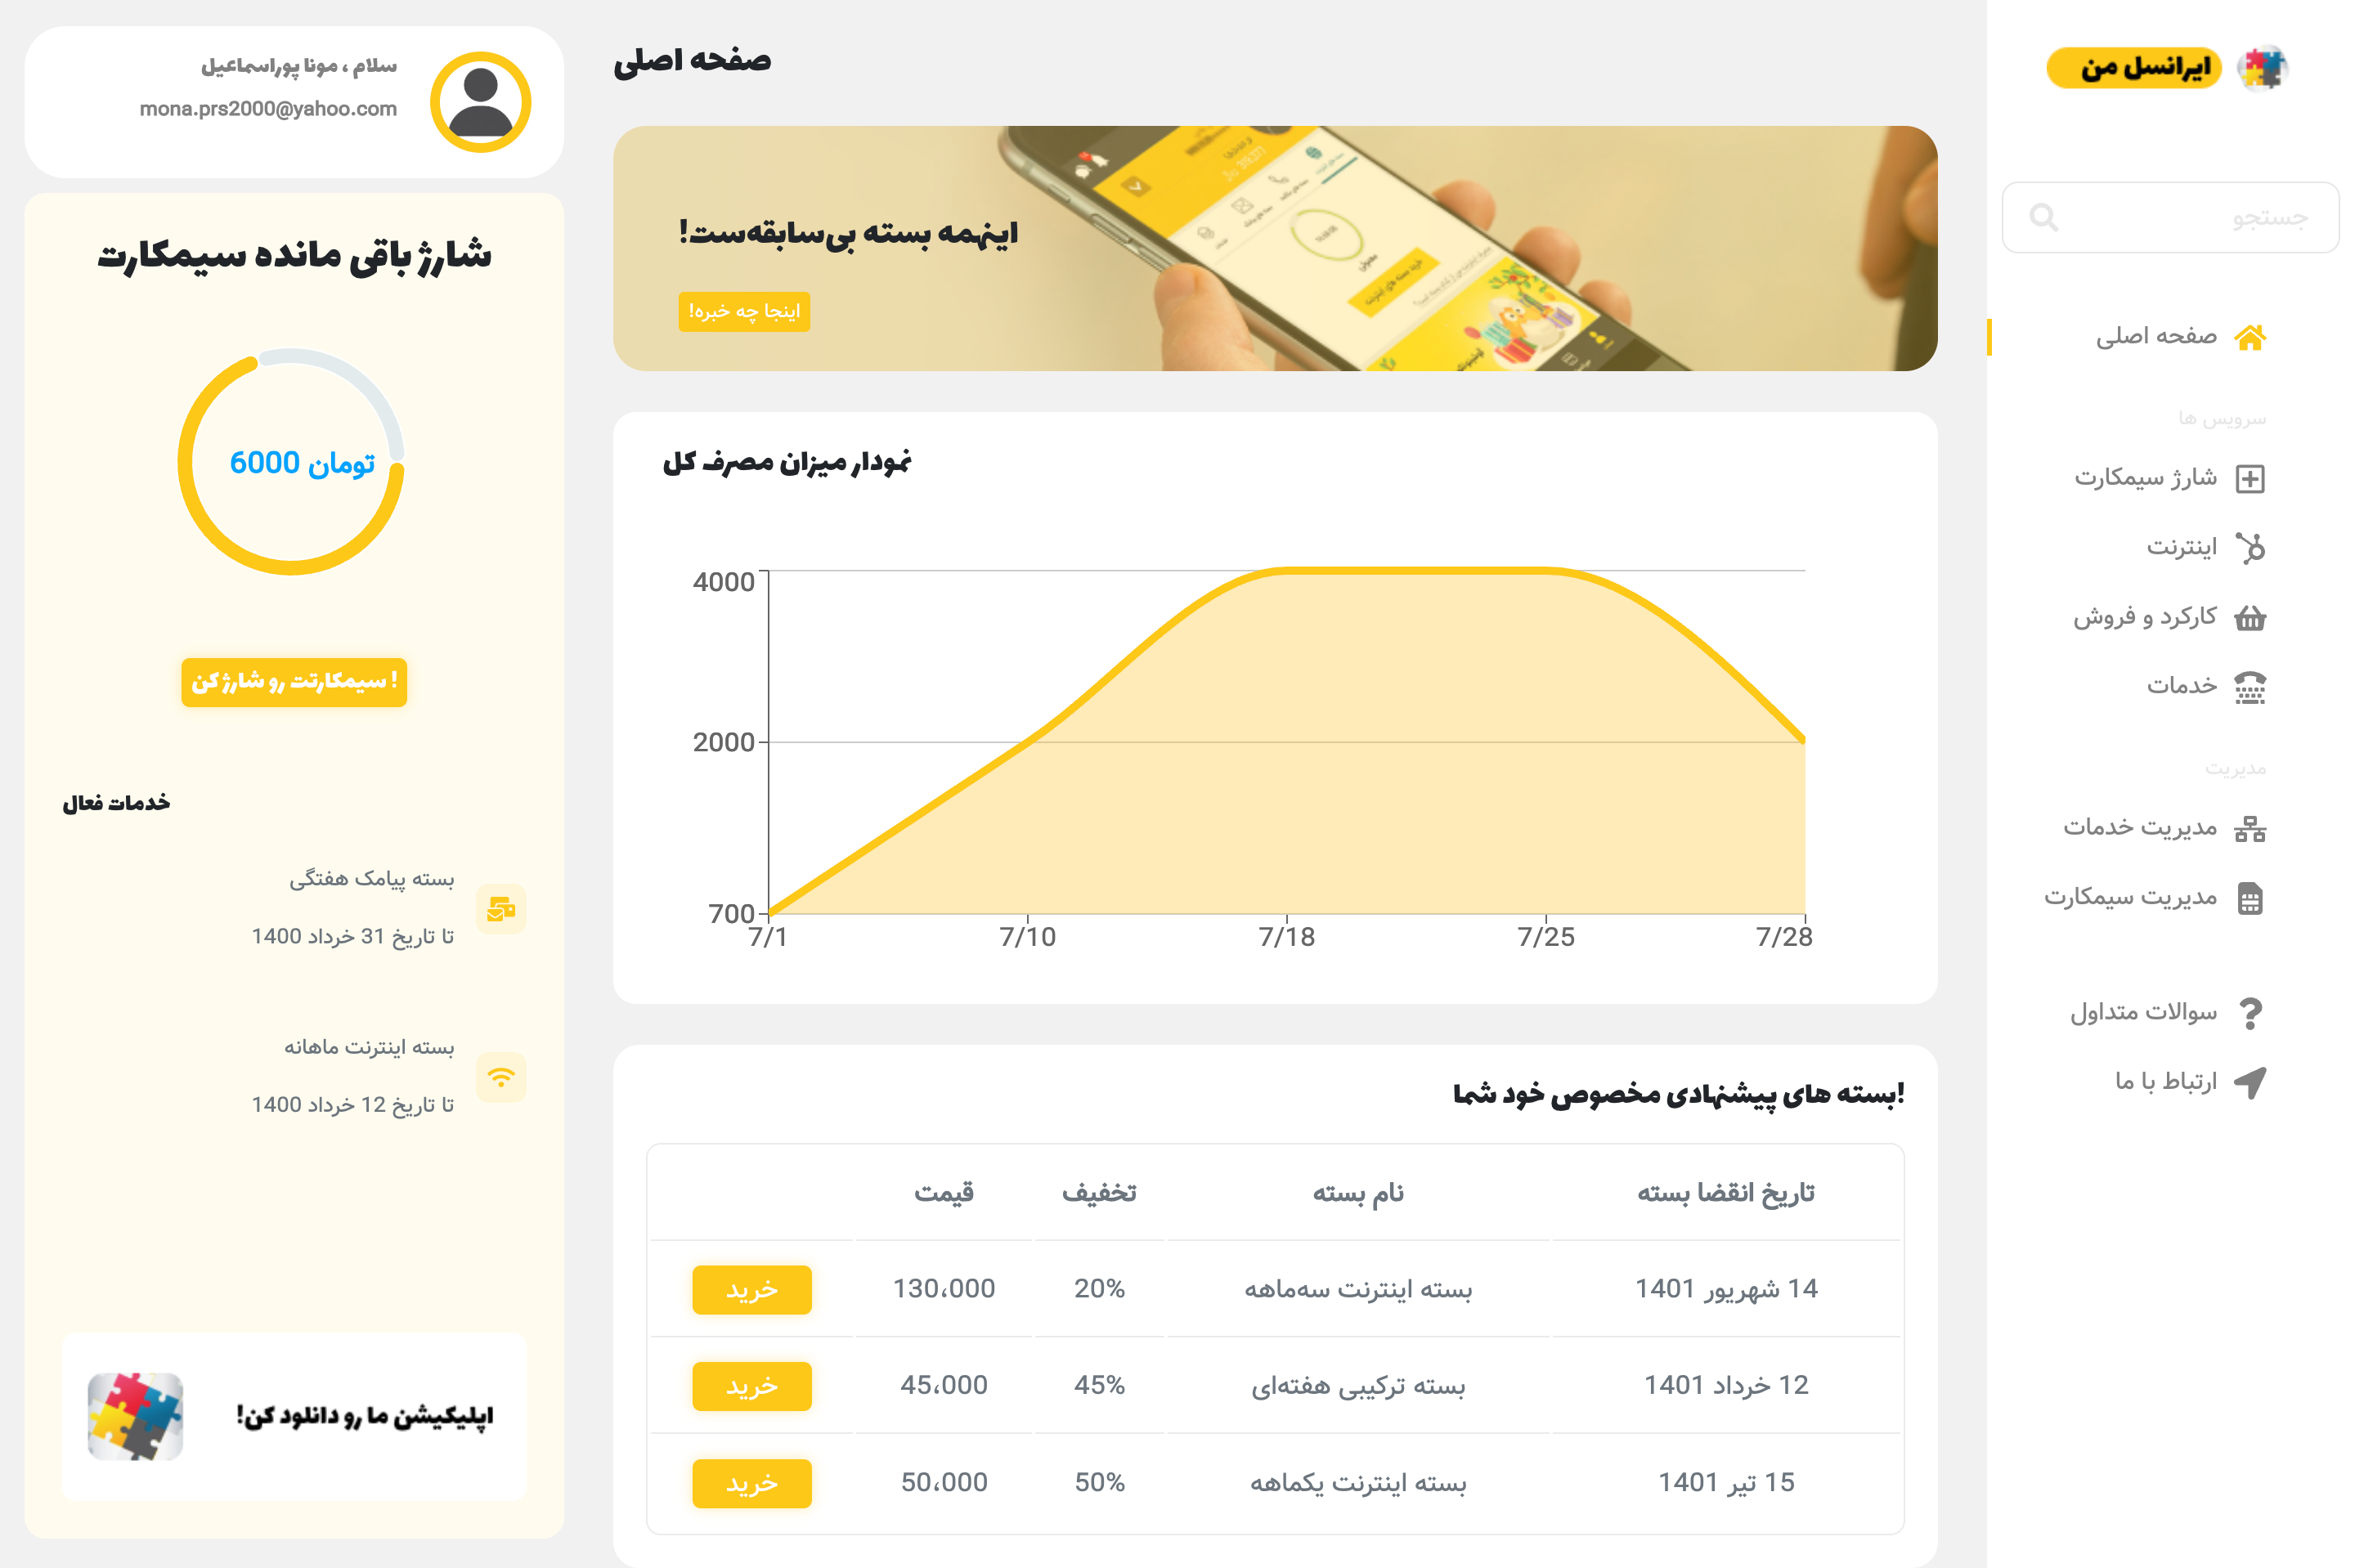 ایرانسل من
جستجو
صفحه اصلی
سرویس ها
شارژ سیمکارت
اینترنت
کارکرد و فروش
خدمات
مدیریت
مدیریت خدمات
مدیریت سیمکارت
سوالات متداول
ارتباط با ما
صفحه اصلی
اینهمه بسته بی‌سابقه‌ست!
اینجا چه خبره!
نمودار میزان مصرف کل
4000
2000
700
7/1 7/10 7/18 7/25 7/28
!بسته های پیشنهادی مخصوص خود شما
تاریخ انقضا بسته نام بسته تخفیف قیمت
14 شهریور 1401 بسته اینترنت سه‌ماهه 20% 130،000 خرید
12 خرداد 1401 بسته ترکیبی هفته‌ای 45% 45،000 خرید
15 تیر 1401 بسته اینترنت یکماهه 50% 50،000 خرید
سلام ، مونا پوراسماعیل
mona.prs2000@yahoo.com
شارژ باقی مانده سیمکارت
6000 تومان
! سیمکارتت رو شارژ کن
خدمات فعال
بسته پیامک هفتگی
تا تاریخ 31 خرداد 1400
بسته اینترنت ماهانه
تا تاریخ 12 خرداد 1400
اپلیکیشن ما رو دانلود کن!